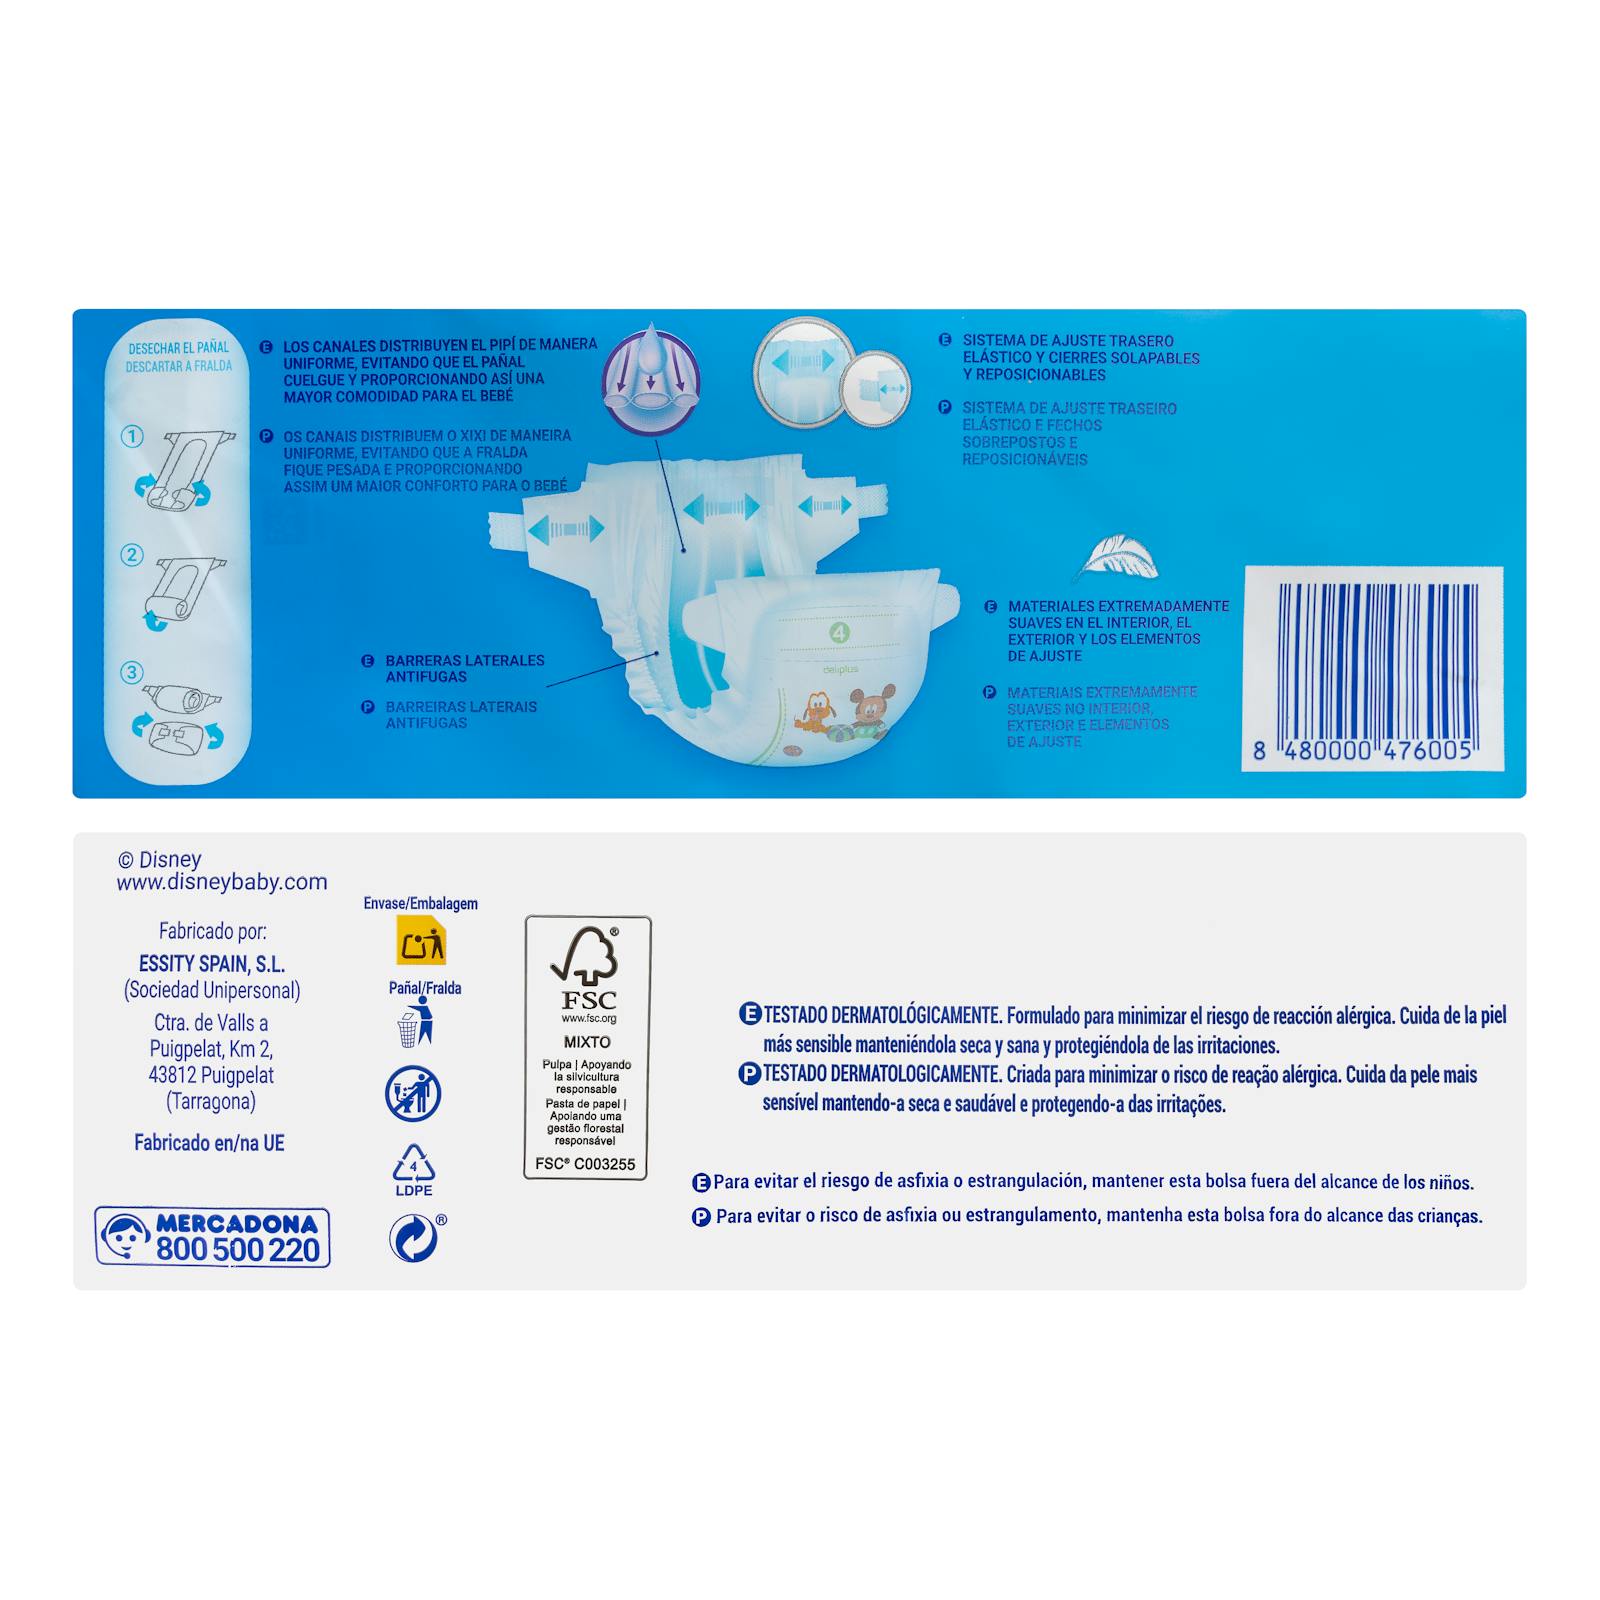 DESECHAR EL PAÑAL
DESCARTAR A FRALDA
1
2
3
E LOS CANALES DISTRIBUYEN EL PIPÍ DE MANERA
UNIFORME, EVITANDO QUE EL PAÑAL
CUELGUE Y PROPORCIONANDO ASÍ UNA
MAYOR COMODIDAD PARA EL BEBÉ
P OS CANAIS DISTRIBUEM O XIXI DE MANEIRA
UNIFORME, EVITANDO QUE A FRALDA
FIQUE PESADA E PROPORCIONANDO
ASSIM UM MAIOR CONFORTO PARA O BEBÉ
E BARRERAS LATERALES
ANTIFUGAS
P BARREIRAS LATERAIS
ANTIFUGAS
4
deliplus
E SISTEMA DE AJUSTE TRASERO
ELÁSTICO Y CIERRES SOLAPABLES
Y REPOSICIONABLES
P SISTEMA DE AJUSTE TRASEIRO
ELÁSTICO E FECHOS
SOBREPOSTOS E
REPOSICIONÁVEIS
E MATERIALES EXTREMADAMENTE
SUAVES EN EL INTERIOR, EL
EXTERIOR Y LOS ELEMENTOS
DE AJUSTE
P MATERIAIS EXTREMAMENTE
SUAVES NO INTERIOR,
EXTERIOR E ELEMENTOS
DE AJUSTE
8 480000 476005
© Disney
www.disneybaby.com
Fabricado por:
ESSITY SPAIN, S.L.
(Sociedad Unipersonal)
Ctra. de Valls a
Puigpelat, Km 2,
43812 Puigpelat
(Tarragona)
Fabricado en/na UE
MERCADONA
800 500 220
Envase/Embalagem
Pañal/Fralda
4
LDPE
®
®
FSC
www.fsc.org
MIXTO
Pulpa | Apoyando
la silvicultura
responsable
Pasta de papel |
Apoiando uma
gestão florestal
responsável
FSC® C003255
E TESTADO DERMATOLÓGICAMENTE. Formulado para minimizar el riesgo de reacción alérgica. Cuida de la piel
más sensible manteniéndola seca y sana y protegiéndola de las irritaciones.
P TESTADO DERMATOLOGICAMENTE. Criada para minimizar o risco de reação alérgica. Cuida da pele mais
sensível mantendo-a seca e saudável e protegendo-a das irritações.
E Para evitar el riesgo de asfixia o estrangulación, mantener esta bolsa fuera del alcance de los niños.
P Para evitar o risco de asfixia ou estrangulamento, mantenha esta bolsa fora do alcance das crianças.